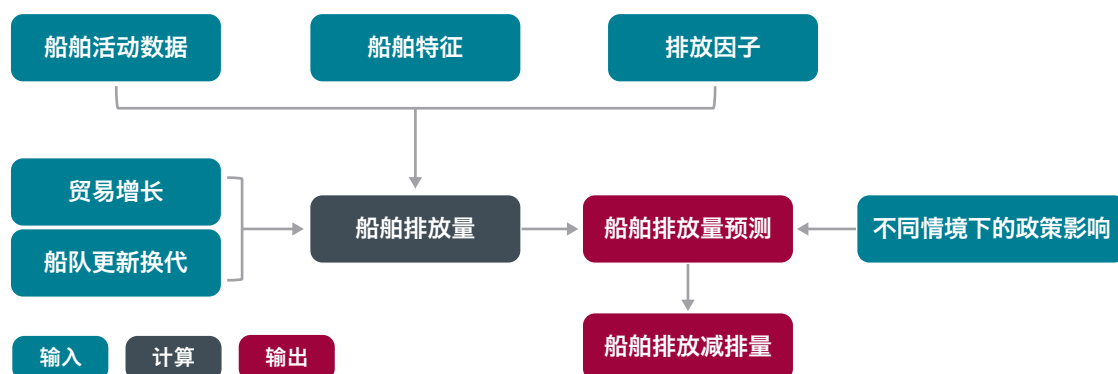 船舶活动数据
船舶特征
排放因子
贸易增长
船队更新换代
船舶排放量
船舶排放量预测
不同情境下的政策影响
船舶排放减排量
输入
计算
输出